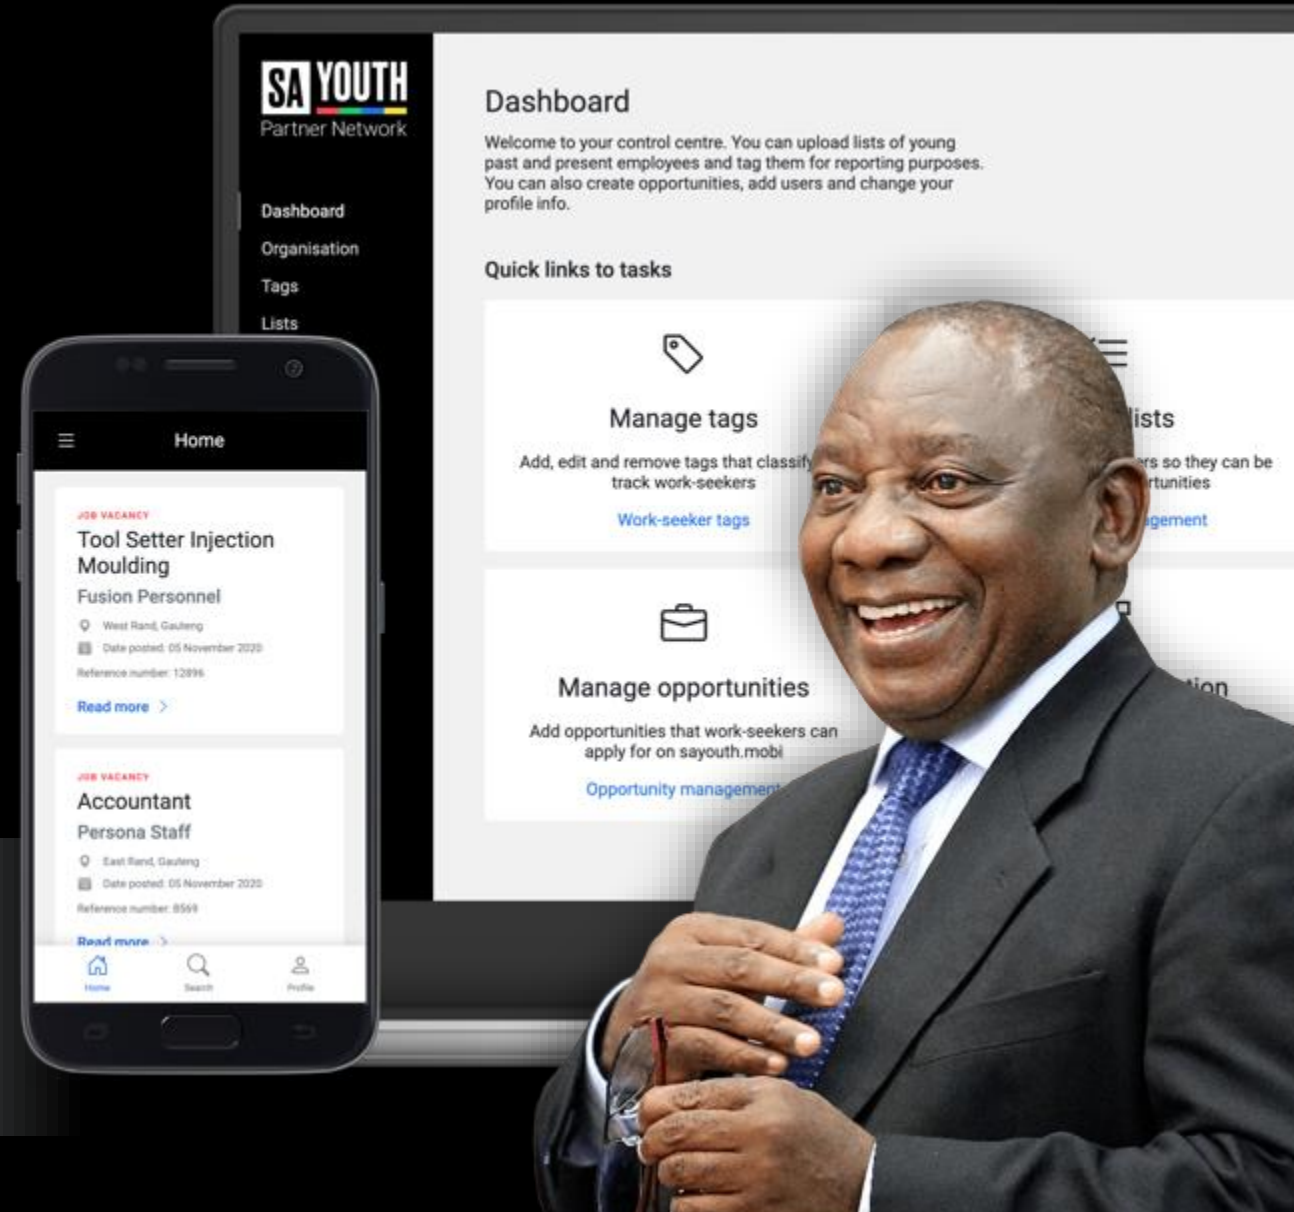 SA YOUTH
Partner Network
Dashboard
Organisation
Tags
Lists
Dashboard
Welcome to your control centre. You can upload lists of young
past and present employees and tag them for reporting purposes.
You can also create opportunities, add users and change your
profile info.
Quick links to tasks
Manage tags
Add, edit and remove tags that classify
track work-seekers
Work-seeker tags
lists
so they can be
Manage opportunities
Add opportunities that work-seekers can
apply for on sayouth.mobi
Opportunity management
Home
JOB VACANCY
Tool Setter Injection
Moulding
Fusion Personnel
West Rand, Gauteng
Date posted: 05 November 2020
Reference number: 12896
Read more
JOB VACANCY
Accountant
Persona Staff
East Rand, Gauteng
Date posted: 05 November 2020
Reference number: 8569
Read more
Home
Search
Profile